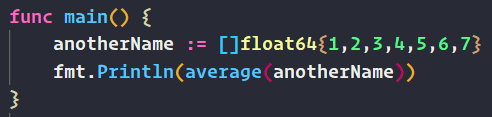 func main() {
    anotherName := []float64{1,2,3,4,5,6,7}
    fmt.Println(average(anotherName))
}